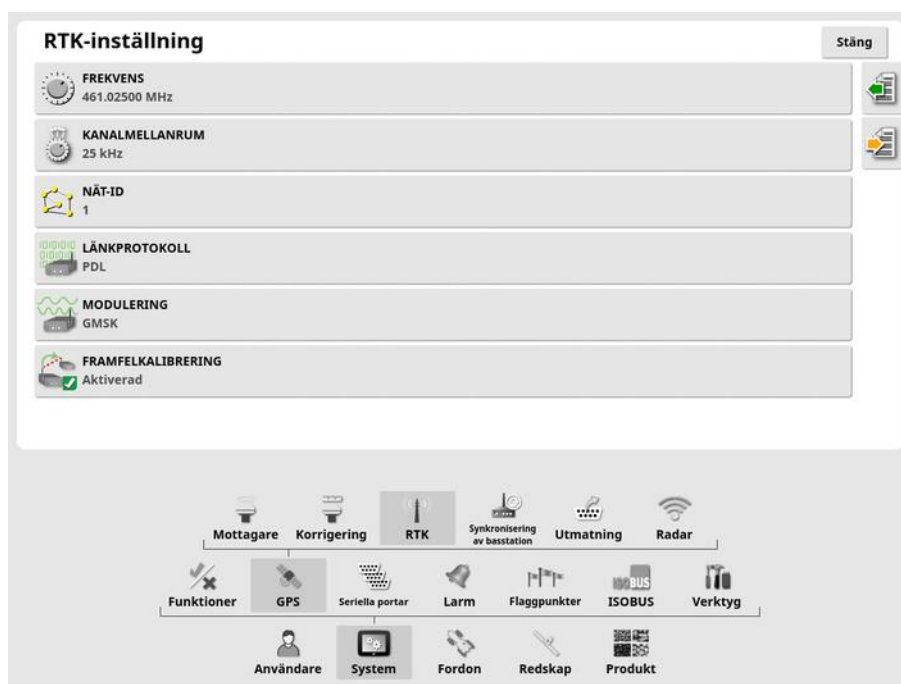 RTK-inställning
Stäng
FREKVENS
461.02500 MHz
KANALMELLANRUM
25 kHz
NÄT-ID
1
LÄNKPROTOKOLL
PDL
MODULERING
GMSK
FRAMFELKALIBRERING
Aktiverad
Mottagare
Korrigering
RTK
Synkronisering
av basstation
Utmatning
Radar
Funktioner
GPS
Seriella portar
Larm
Flaggpunkter
ISOBUS
Verktyg
Användare
System
Fordon
Redskap
Produkt